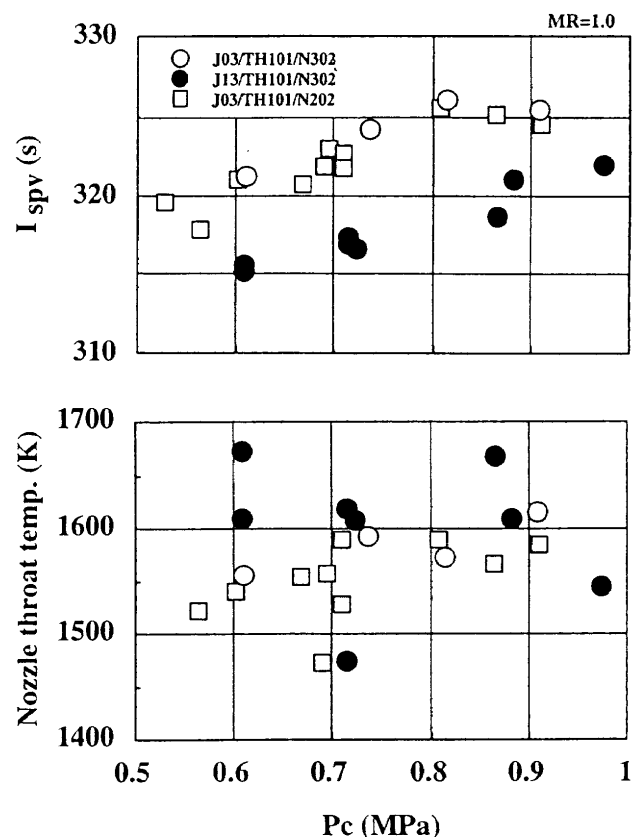 MR=1.0
330
J03/TH101/N302
J13/TH101/N302
J03/TH101/N202
I spv (s)
320
310
1700
Nozzle throat temp. (K)
1600
1500
1400
0.5 0.6 0.7 0.8 0.9 1
Pc (MPa)